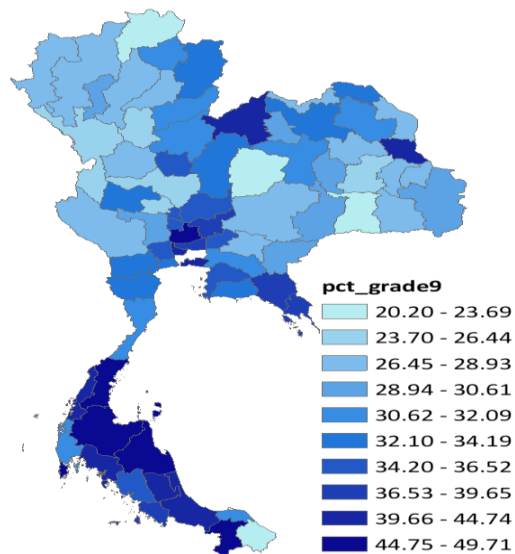 pct_grade9
20.20 - 23.69
23.70 - 26.44
26.45 - 28.93
28.94 - 30.61
30.62 - 32.09
32.10 - 34.19
34.20 - 36.52
36.53 - 39.65
39.66 - 44.74
44.75 - 49.71